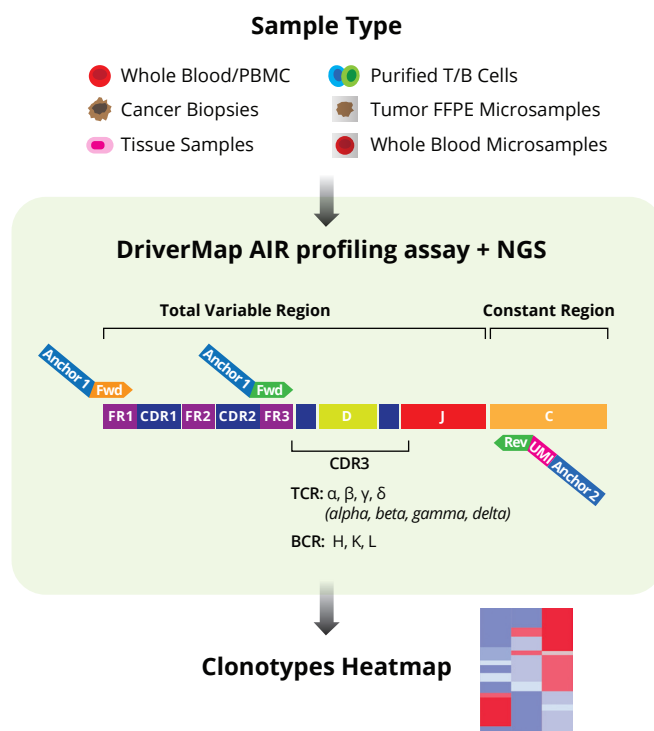 Sample Type
Whole Blood/PBMC
Purified T/B Cells
Cancer Biopsies
Tumor FFPE Microsamples
Tissue Samples
Whole Blood Microsamples
DriverMap AIR profiling assay + NGS
Total Variable Region
Constant Region
Anchor 1
Fwd
Anchor 1
Fwd
FR1 CDR1 FR2 CDR2 FR3 D J C
Rev UMI Anchor 2
CDR3
TCR: α, β, γ, δ
(alpha, beta, gamma, delta)
BCR: H, K, L
Clonotypes Heatmap